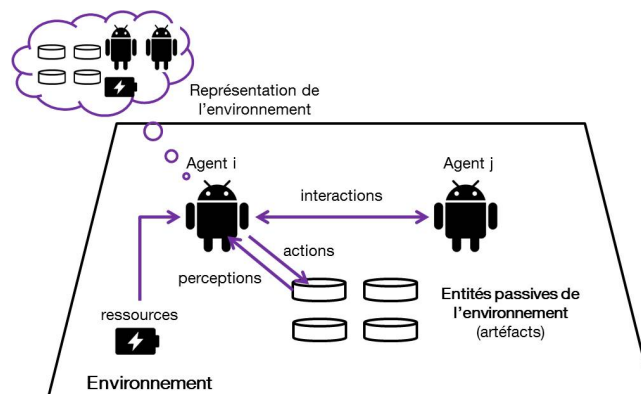 Représentation de
l'environnement
Agent i
Agent j
interactions
actions
perceptions
ressources
Entités passives de
l'environnement
(artéfacts)
Environnement